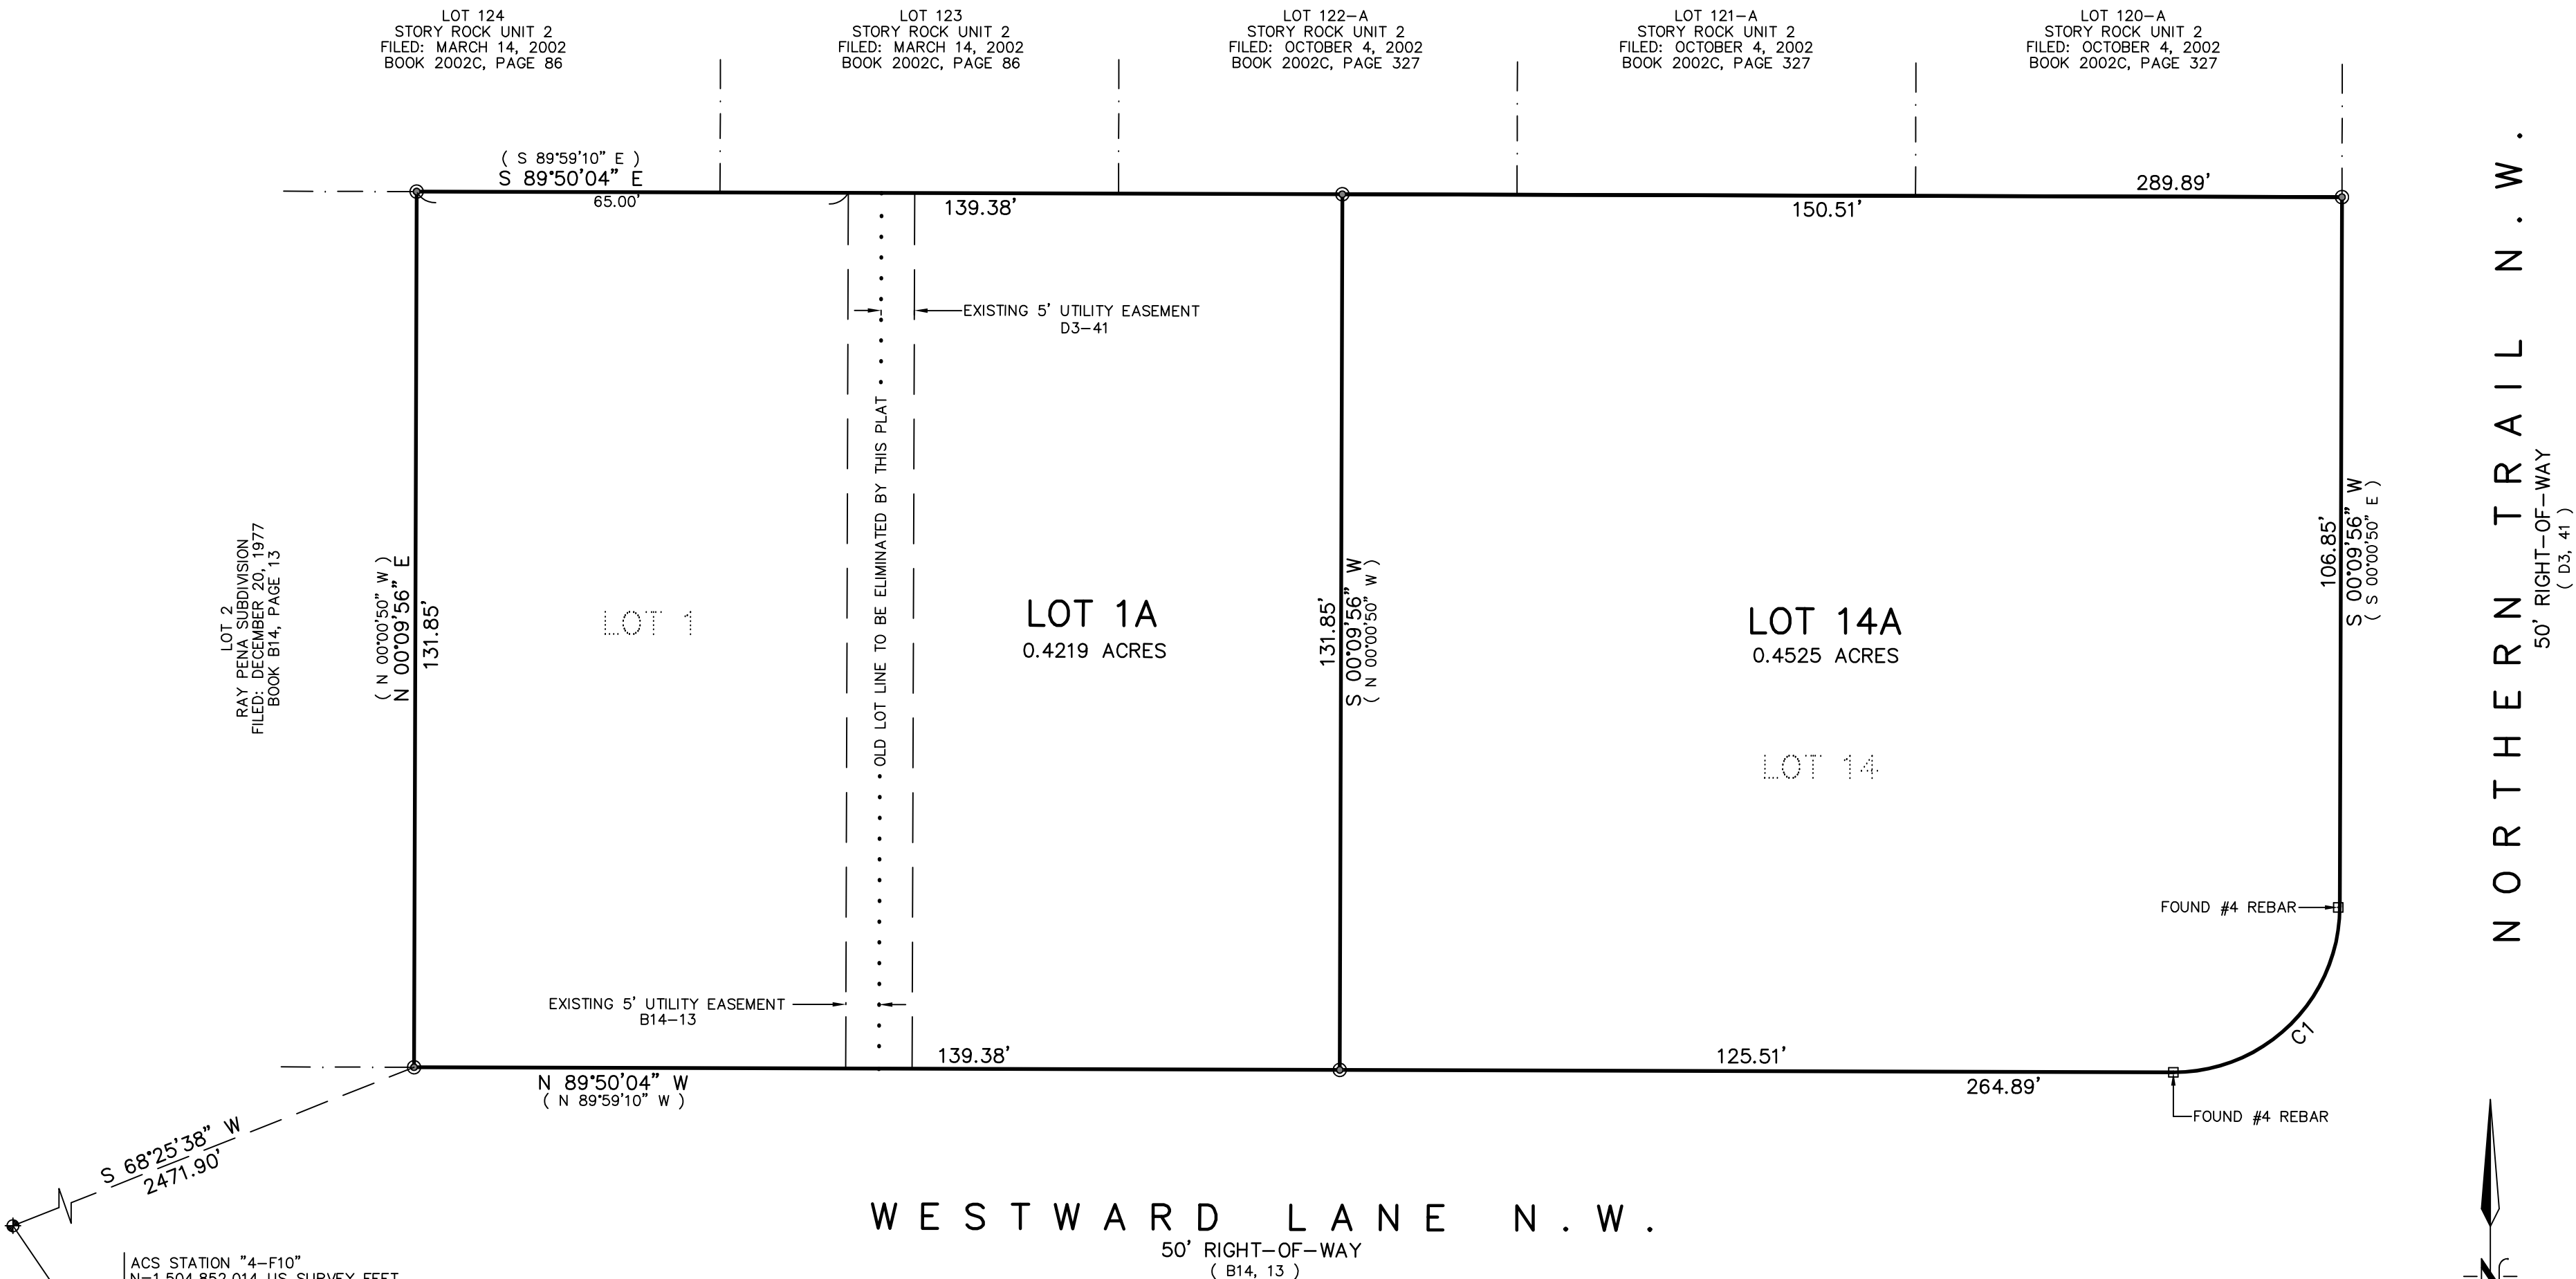 LOT 124
STORY ROCK UNIT 2
FILED: MARCH 14, 2002
BOOK 2002C, PAGE 86
LOT 123
STORY ROCK UNIT 2
FILED: MARCH 14, 2002
BOOK 2002C, PAGE 86
LOT 122-A
STORY ROCK UNIT 2
FILED: OCTOBER 4, 2002
BOOK 2002C, PAGE 327
LOT 121-A
STORY ROCK UNIT 2
FILED: OCTOBER 4, 2002
BOOK 2002C, PAGE 327
LOT 120-A
STORY ROCK UNIT 2
FILED: OCTOBER 4, 2002
BOOK 2002C, PAGE 327
( S 89°59'10" E )
S 89°50'04" E
65.00'
139.38'
150.51'
289.89'
EXISTING 5' UTILITY EASEMENT
D3-41
OLD LOT LINE TO BE ELIMINATED BY THIS PLAT
LOT 2
RAY PENA SUBDIVISION
FILED: DECEMBER 20, 1977
BOOK B14, PAGE 13
( N 00°00'50" W )
N 00°09'56" E
131.85'
LOT 1
LOT 1A
0.4219 ACRES
131.85'
S 00°09'56" W
( N 00°00'50" W )
LOT 14A
0.4525 ACRES
LOT 14
106.85'
S 00°09'56" W
( S 00°00'50" E )
NORTHERN TRAIL N.W.
50' RIGHT-OF-WAY
( D3, 41 )
FOUND #4 REBAR
C1
EXISTING 5' UTILITY EASEMENT
B14-13
139.38'
125.51'
N 89°50'04" W
( N 89°59'10" W )
264.89'
FOUND #4 REBAR
S 68°25'38" W
2471.90'
WESTWARD LANE N.W.
50' RIGHT-OF-WAY
( B14, 13 )
ACS STATION "4-F10"
N=1,504,852.014 US SURVEY FEET
N